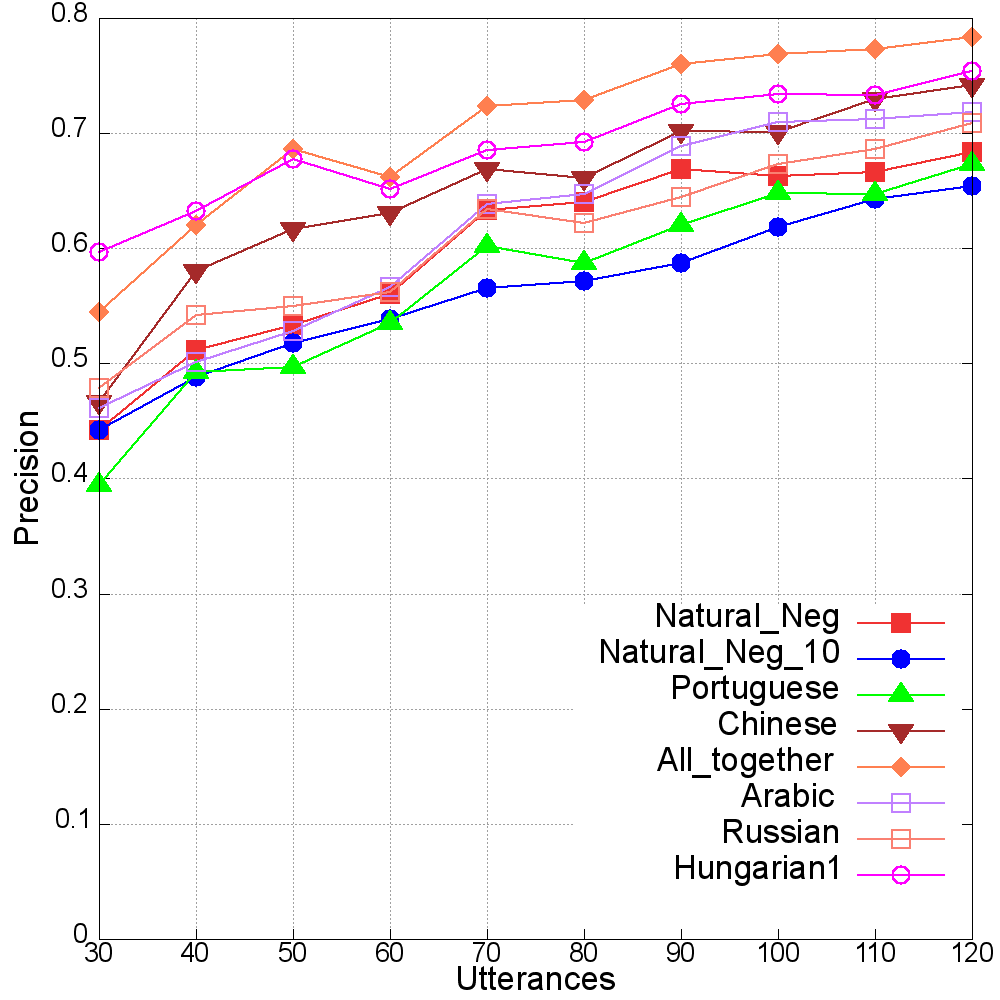 0.8
0.7
0.6
0.5
0.4
0.3
0.2
0.1
0
Precision
30 40 50 60 70 80 90 100 110 120
Utterances
Natural_Neg
Natural_Neg_10
Portuguese
Chinese
All_together
Arabic
Russian
Hungarian1